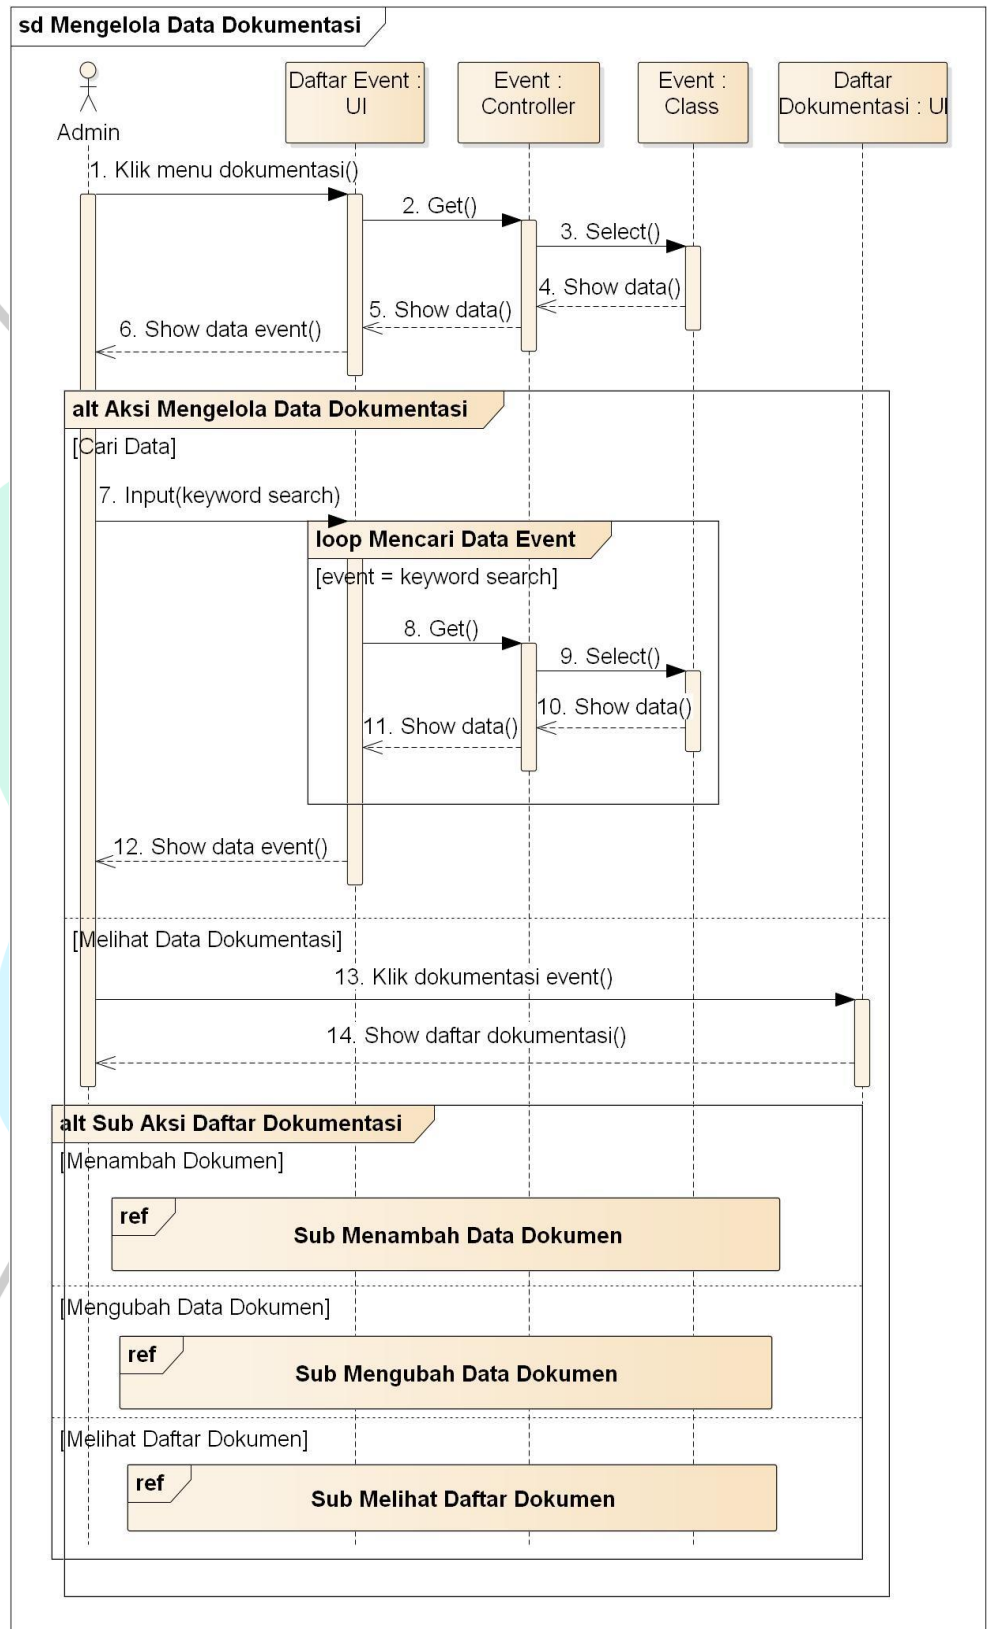 sd Mengelola Data Dokumentasi
Admin
Daftar Event :
UI
Event :
Controller
Event :
Class
Daftar
Dokumentasi : UI
1. Klik menu dokumentasi()
2. Get()
3. Select()
4. Show data()
5. Show data()
6. Show data event()
alt Aksi Mengelola Data Dokumentasi
[Cari Data]
7. Input(keyword search)
loop Mencari Data Event
[event = keyword search]
8. Get()
9. Select()
10. Show data()
11. Show data()
12. Show data event()
[Melihat Data Dokumentasi]
13. Klik dokumentasi event()
14. Show daftar dokumentasi()
alt Sub Aksi Daftar Dokumentasi
[Menambah Dokumen]
ref
Sub Menambah Data Dokumen
[Mengubah Data Dokumen]
ref
Sub Mengubah Data Dokumen
[Melihat Daftar Dokumen]
ref
Sub Melihat Daftar Dokumen